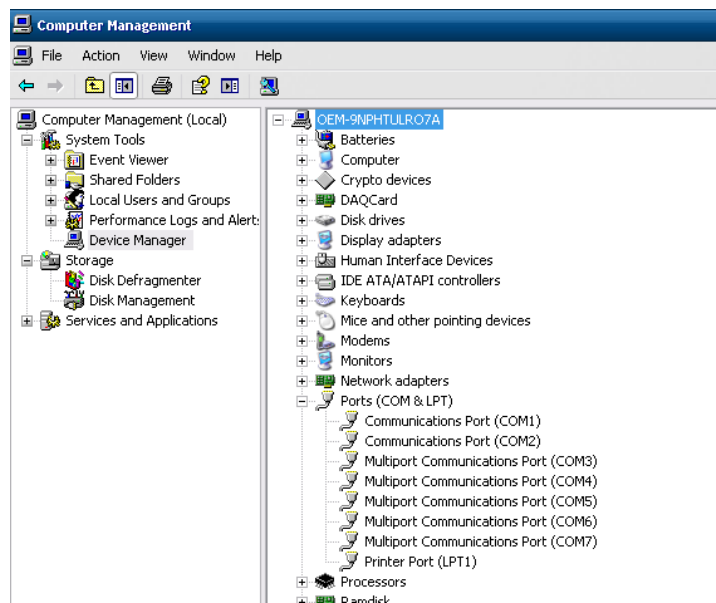 Computer Management
File Action View Window Help
Computer Management (Local)
System Tools
Event Viewer
Shared Folders
Local Users and Groups
Performance Logs and Alert:
Device Manager
Storage
Disk Defragmenter
Disk Management
Services and Applications
OEM-9NPHTULRO7A
Batteries
Computer
Crypto devices
DAQCard
Disk drives
Display adapters
Human Interface Devices
IDE ATA/ATAPI controllers
Keyboards
Mice and other pointing devices
Modems
Monitors
Network adapters
Ports (COM & LPT)
Communications Port (COM1)
Communications Port (COM2)
Multiport Communications Port (COM3)
Multiport Communications Port (COM4)
Multiport Communications Port (COM5)
Multiport Communications Port (COM6)
Multiport Communications Port (COM7)
Printer Port (LPT1)
Processors
Ramdisk